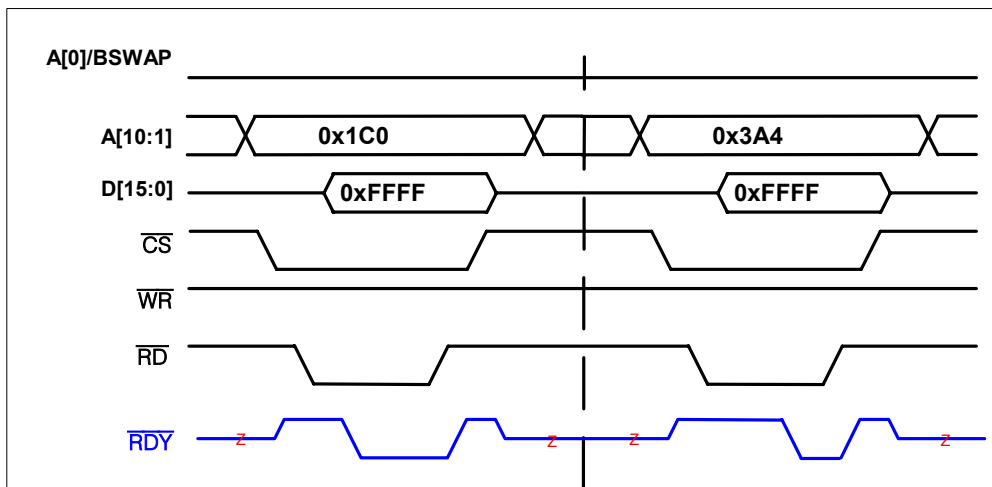 A[0]/BSWAP
A[10:1] 0x1C0 0x3A4
D[15:0] 0xFFFF 0xFFFF
CS
WR
RD
RDY Z Z Z Z